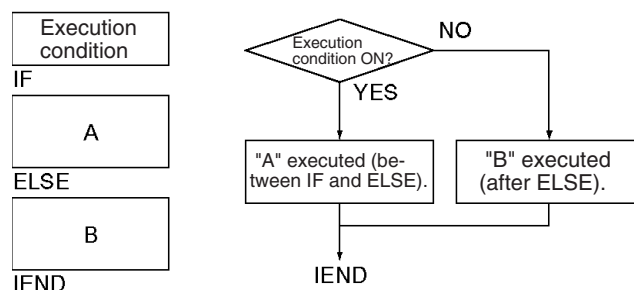 Execution
condition
IF
A
ELSE
B
IEND
Execution
condition ON?
NO
YES
"A" executed (be-
tween IF and ELSE).
"B" executed
(after ELSE).
IEND